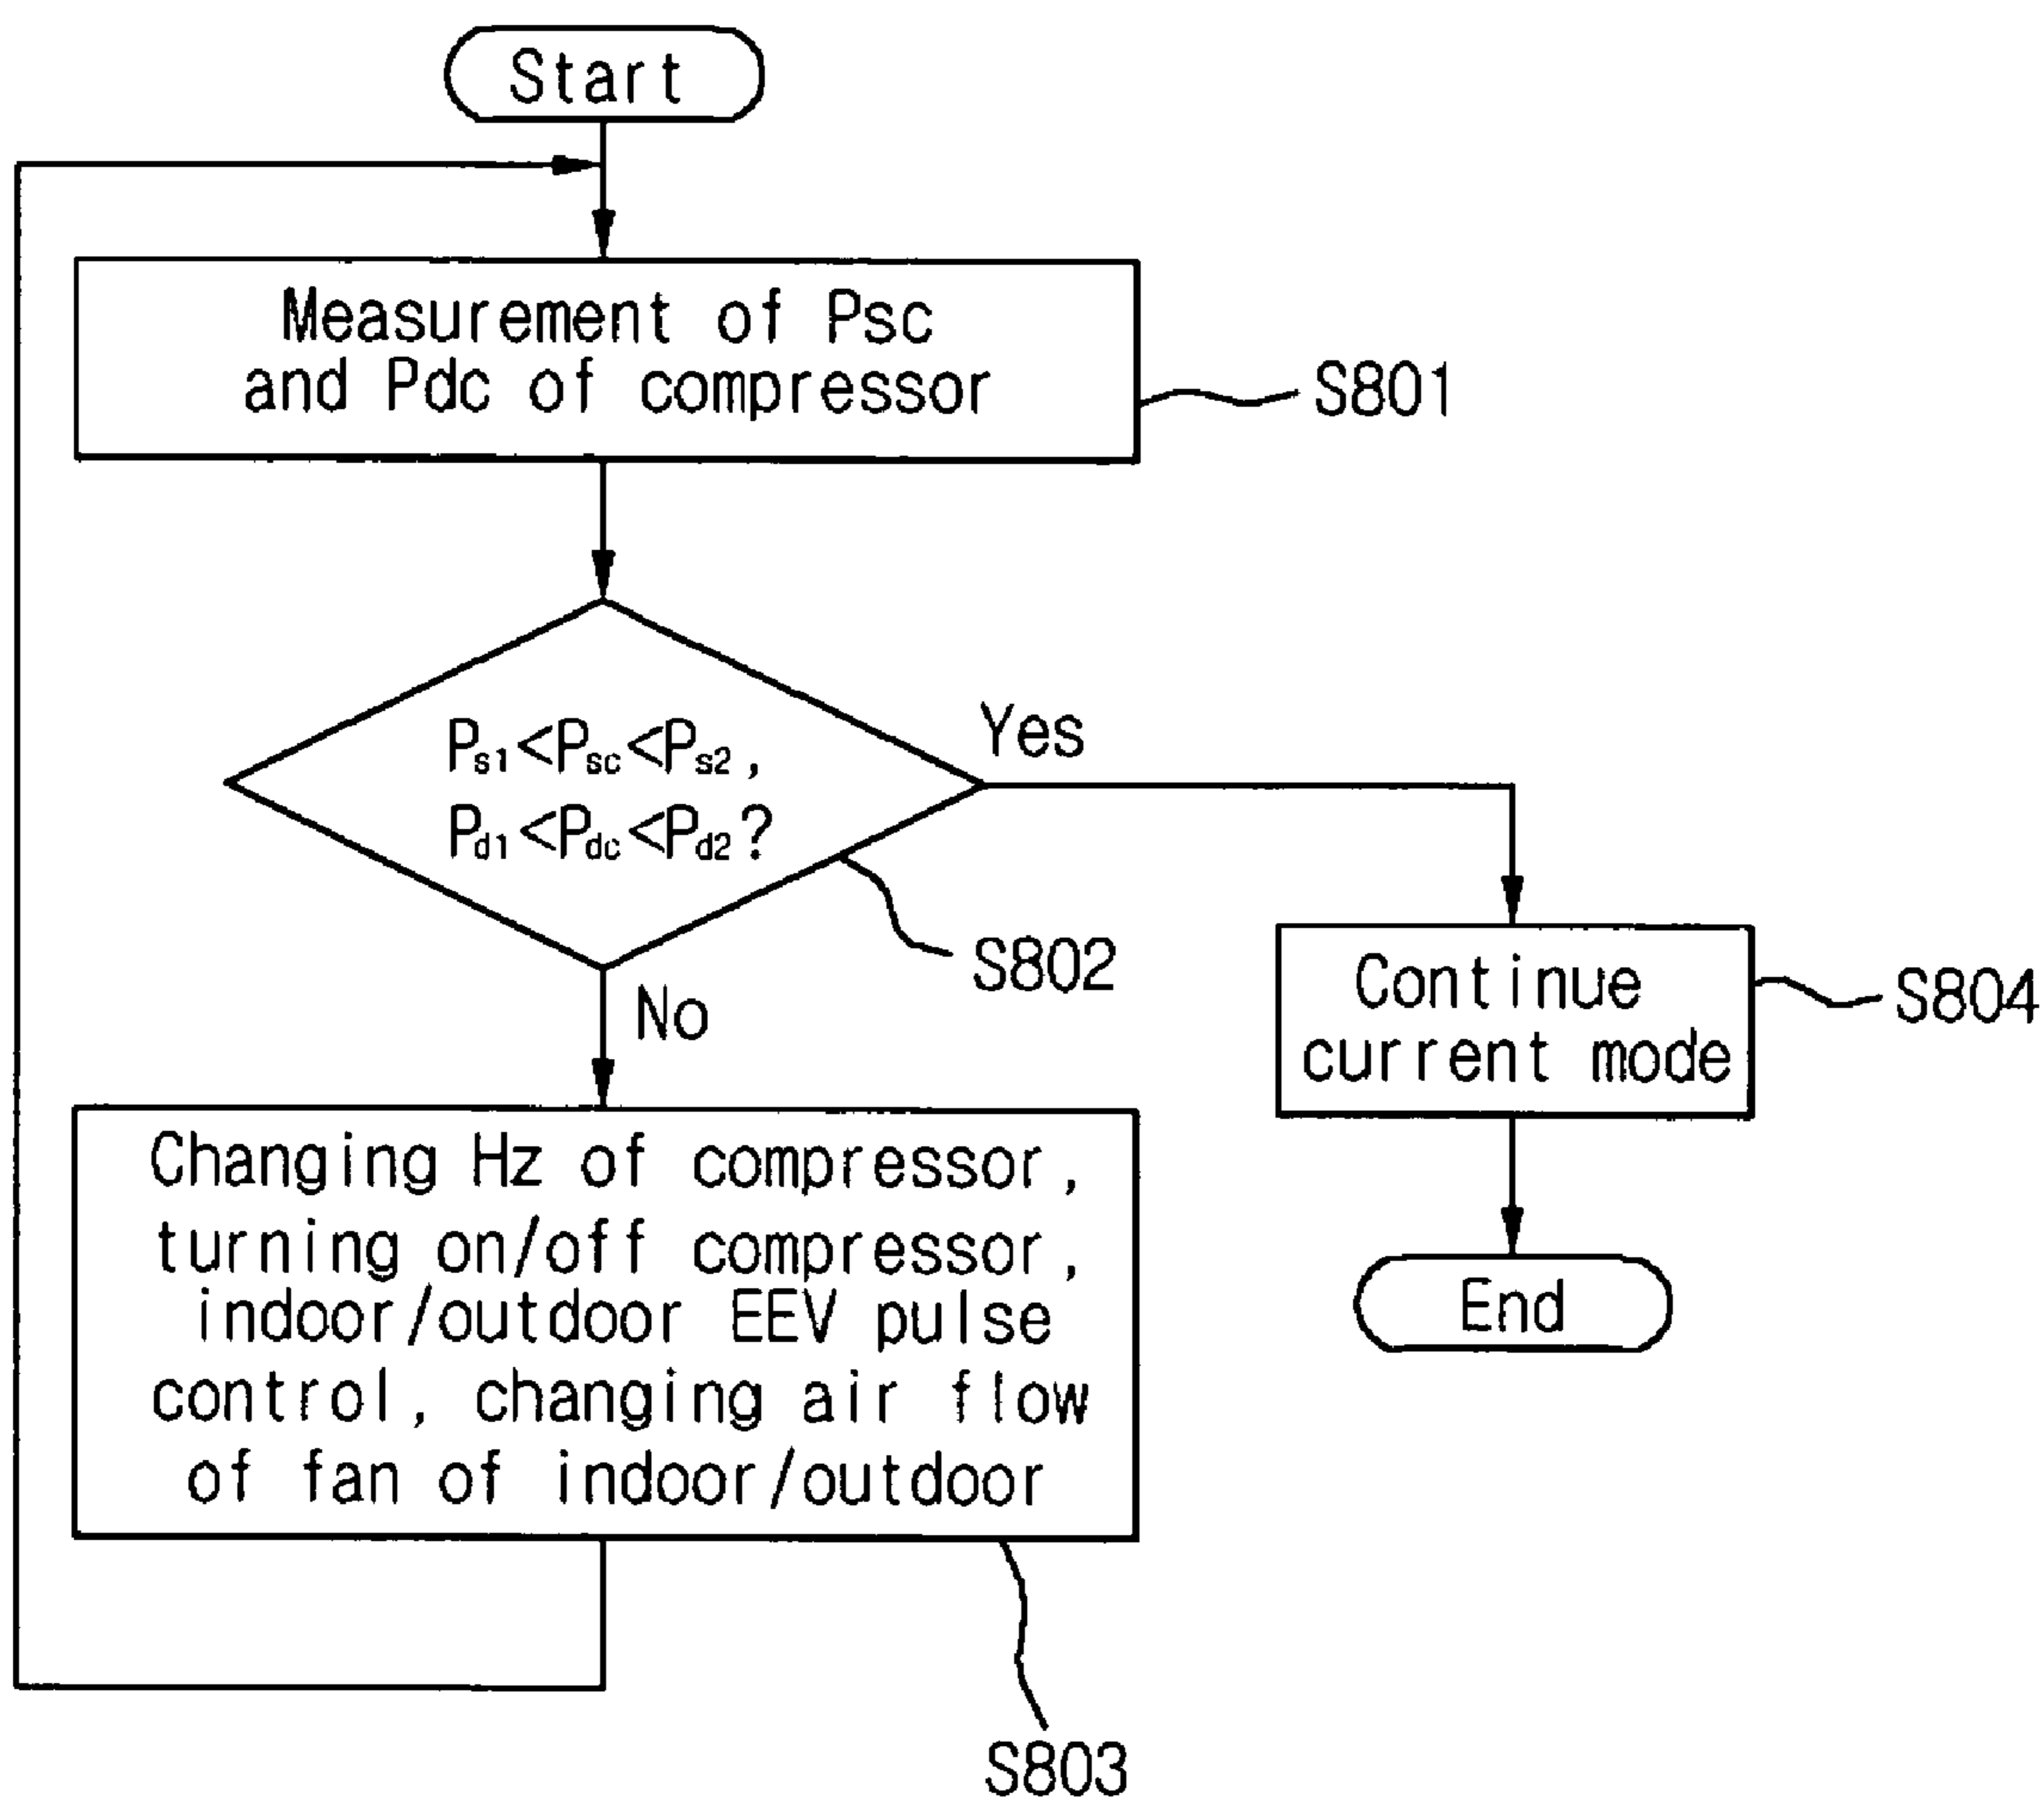 Start
Measurement of Psc
and Pdc of compressor
S801
Ps1<Psc<Ps2,
Pd1<Pdc<Pd2?
Yes
S802
No
Continue
current mode
S804
Changing Hz of compressor,
turning on/off compressor,
indoor/outdoor EEV pulse
control, changing air flow
of fan of indoor/outdoor
End
S803